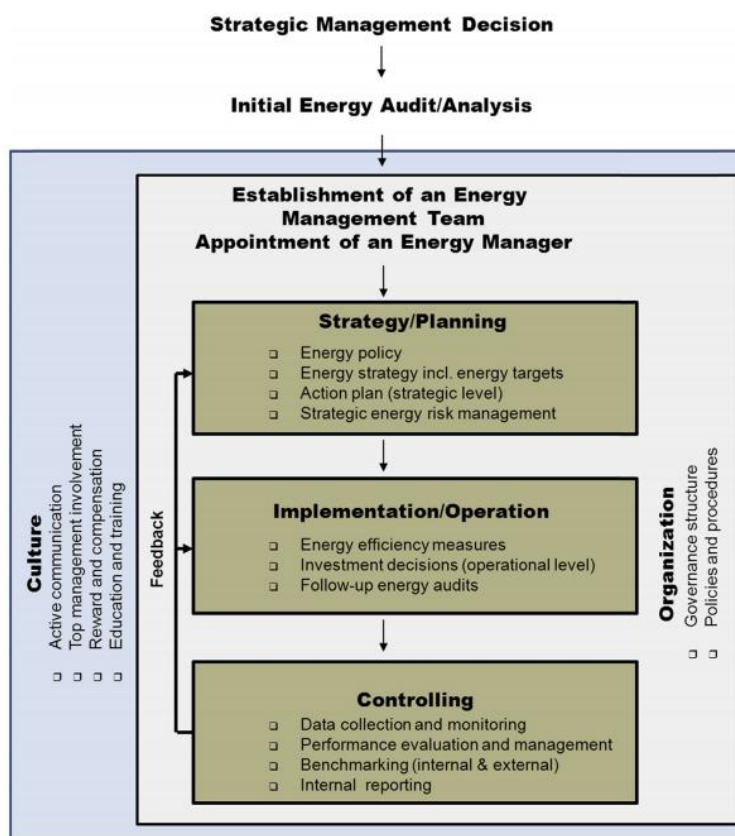 Strategic Management Decision
Initial Energy Audit/Analysis
Establishment of an Energy
Management Team
Appointment of an Energy Manager
Strategy/Planning
Energy policy
Energy strategy incl. energy targets
Action plan (strategic level)
Strategic energy risk management
Implementation/Operation
Energy efficiency measures
Investment decisions (operational level)
Follow-up energy audits
Controlling
Data collection and monitoring
Performance evaluation and management
Benchmarking (internal & external)
Internal reporting
Feedback
Culture
Active communication
Top management involvement
Reward and compensation
Education and training
Organization
Governance structure
Policies and procedures